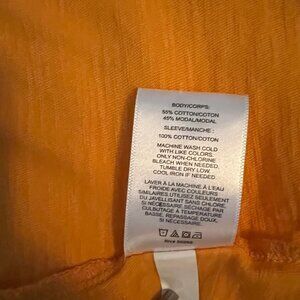 BODY/CORPS:
55% COTTON/COTON
45% MODAL/MODAL
SLEEVE/MANCHE :
100% COTTON/COTON
MACHINE WASH COLD
WITH LIKE COLORS.
ONLY NON-CHLORINE
BLEACH WHEN NEEDED.
TUMBLE DRY LOW.
COOL IRON IF NEEDED.
LAVER À LA MACHINE À L'EAU
FROIDE AVEC COULEURS
SIMILAIRES.UTILISEZ SEULEMENT
DU JAVELLISANT SANS CHLORE,
SI NÉCESSAIRE. SÉCHAGE PAR
CULBUTAGE À TEMPÉRATURE
BASSE. REPASSAGE DOUX,
SI NÉCESSAIRE.